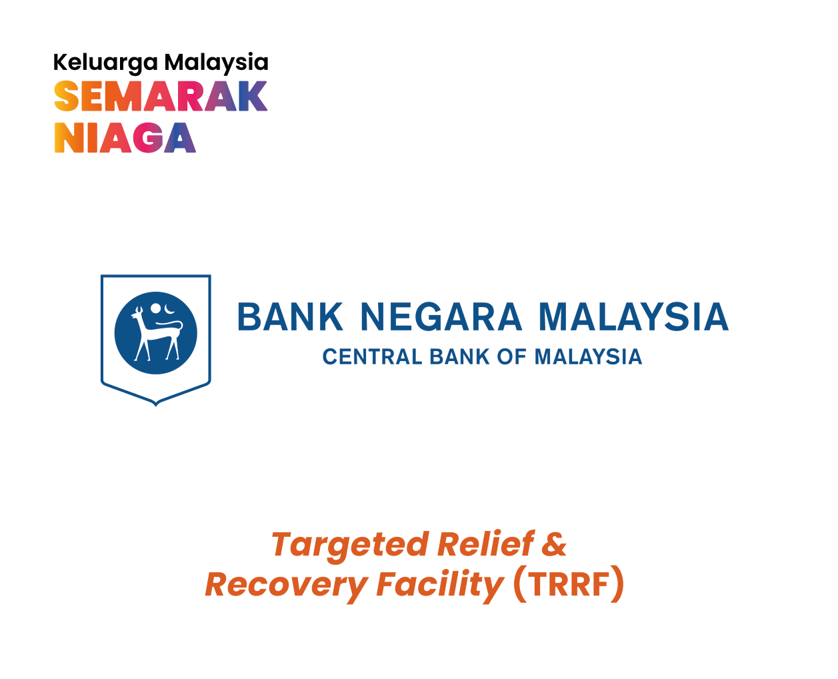 Keluarga Malaysia
SEMARAK
NIAGA
BANK NEGARA MALAYSIA
CENTRAL BANK OF MALAYSIA
Targeted Relief &
Recovery Facility (TRRF)